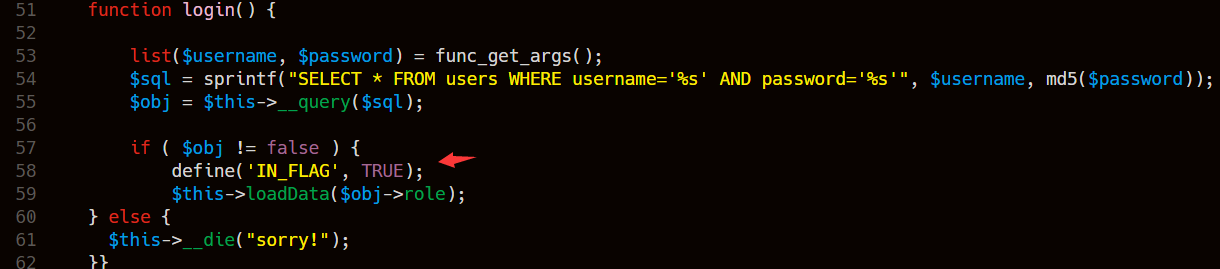 51 function login() {
52
53 list($username, $password) = func_get_args();
54 $sql = sprintf("SELECT * FROM users WHERE username='%s' AND password='%s'", $username, md5($password));
55 $obj = $this->__query($sql);
56
57 if ( $obj != false ) {
58 define('IN_FLAG', TRUE);
59 $this->loadData($obj->role);
60 } else {
61 $this->__die("sorry!");
62 }}